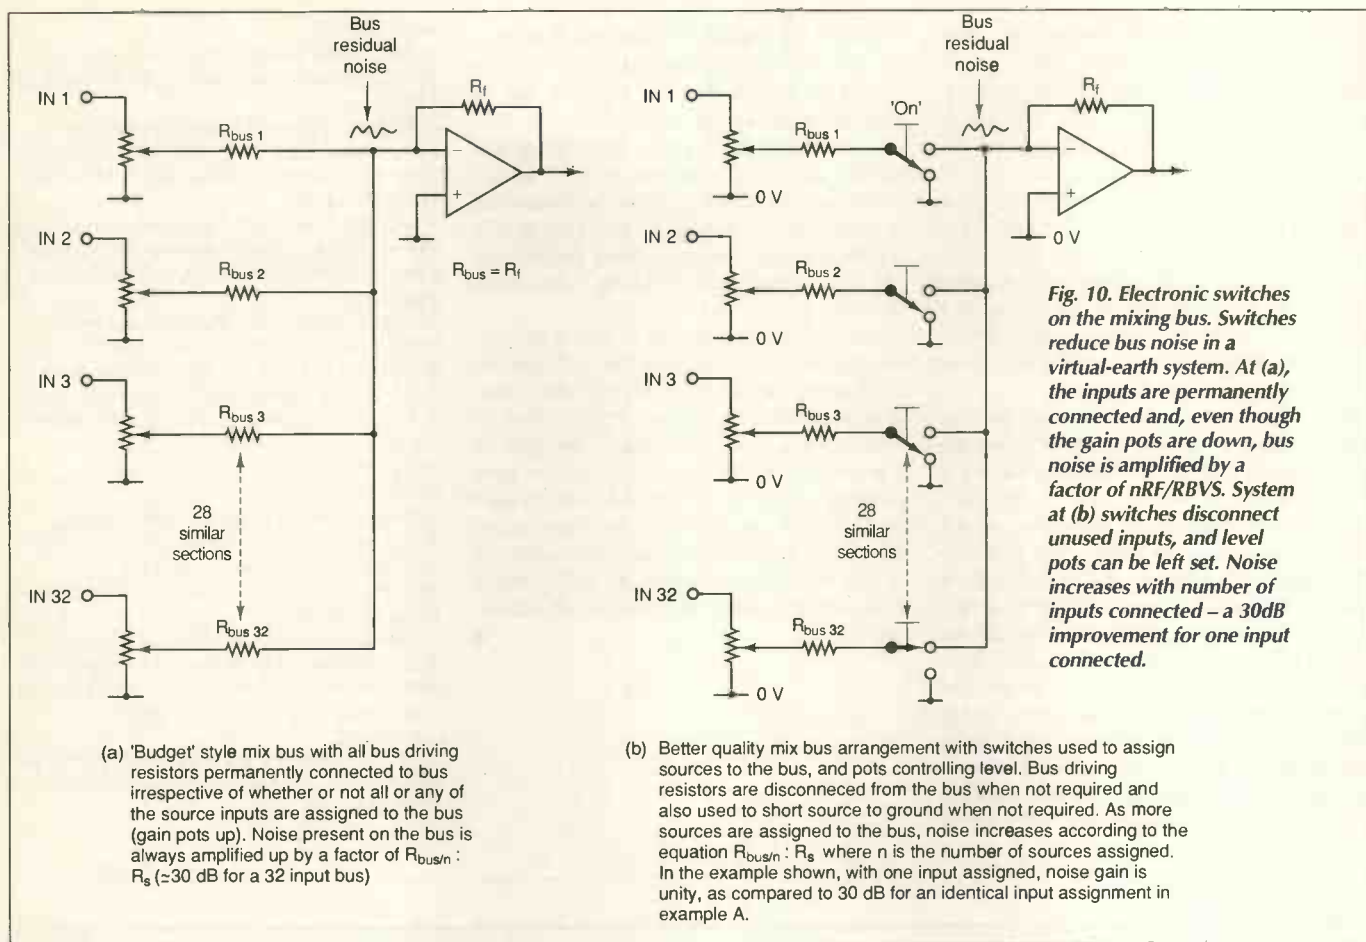 Bus
residual
noise
IN 1
Rf
Rbus 1
−
+
IN 2
Rbus 2
Rbus = Rf
IN 3
Rbus 3
28
similar
sections
IN 32
Rbus 32
(a) 'Budget' style mix bus with all bus driving
resistors permanently connected to bus
irrespective of whether or not all or any of
the source inputs are assigned to the bus
(gain pots up). Noise present on the bus is
always amplified up by a factor of Rbus/n :
Rs (≃30 dB for a 32 input bus)
Bus
residual
noise
IN 1
Rf
'On'
Rbus 1
−
+
0 V
0 V
IN 2
Rbus 2
0 V
IN 3
Rbus 3
0 V
28
similar
sections
IN 32
Rbus 32
0 V
(b) Better quality mix bus arrangement with switches used to assign
sources to the bus, and pots controlling level. Bus driving
resistors are disconneced from the bus when not required and
also used to short source to ground when not required. As more
sources are assigned to the bus, noise increases according to the
equation Rbus/n : Rs where n is the number of sources assigned.
In the example shown, with one input assigned, noise gain is
unity, as compared to 30 dB for an identical input assignment in
example A.
Fig. 10. Electronic switches
on the mixing bus. Switches
reduce bus noise in a
virtual-earth system. At (a),
the inputs are permanently
connected and, even though
the gain pots are down, bus
noise is amplified by a
factor of nRF/RBVS. System
at (b) switches disconnect
unused inputs, and level
pots can be left set. Noise
increases with number of
inputs connected – a 30dB
improvement for one input
connected.